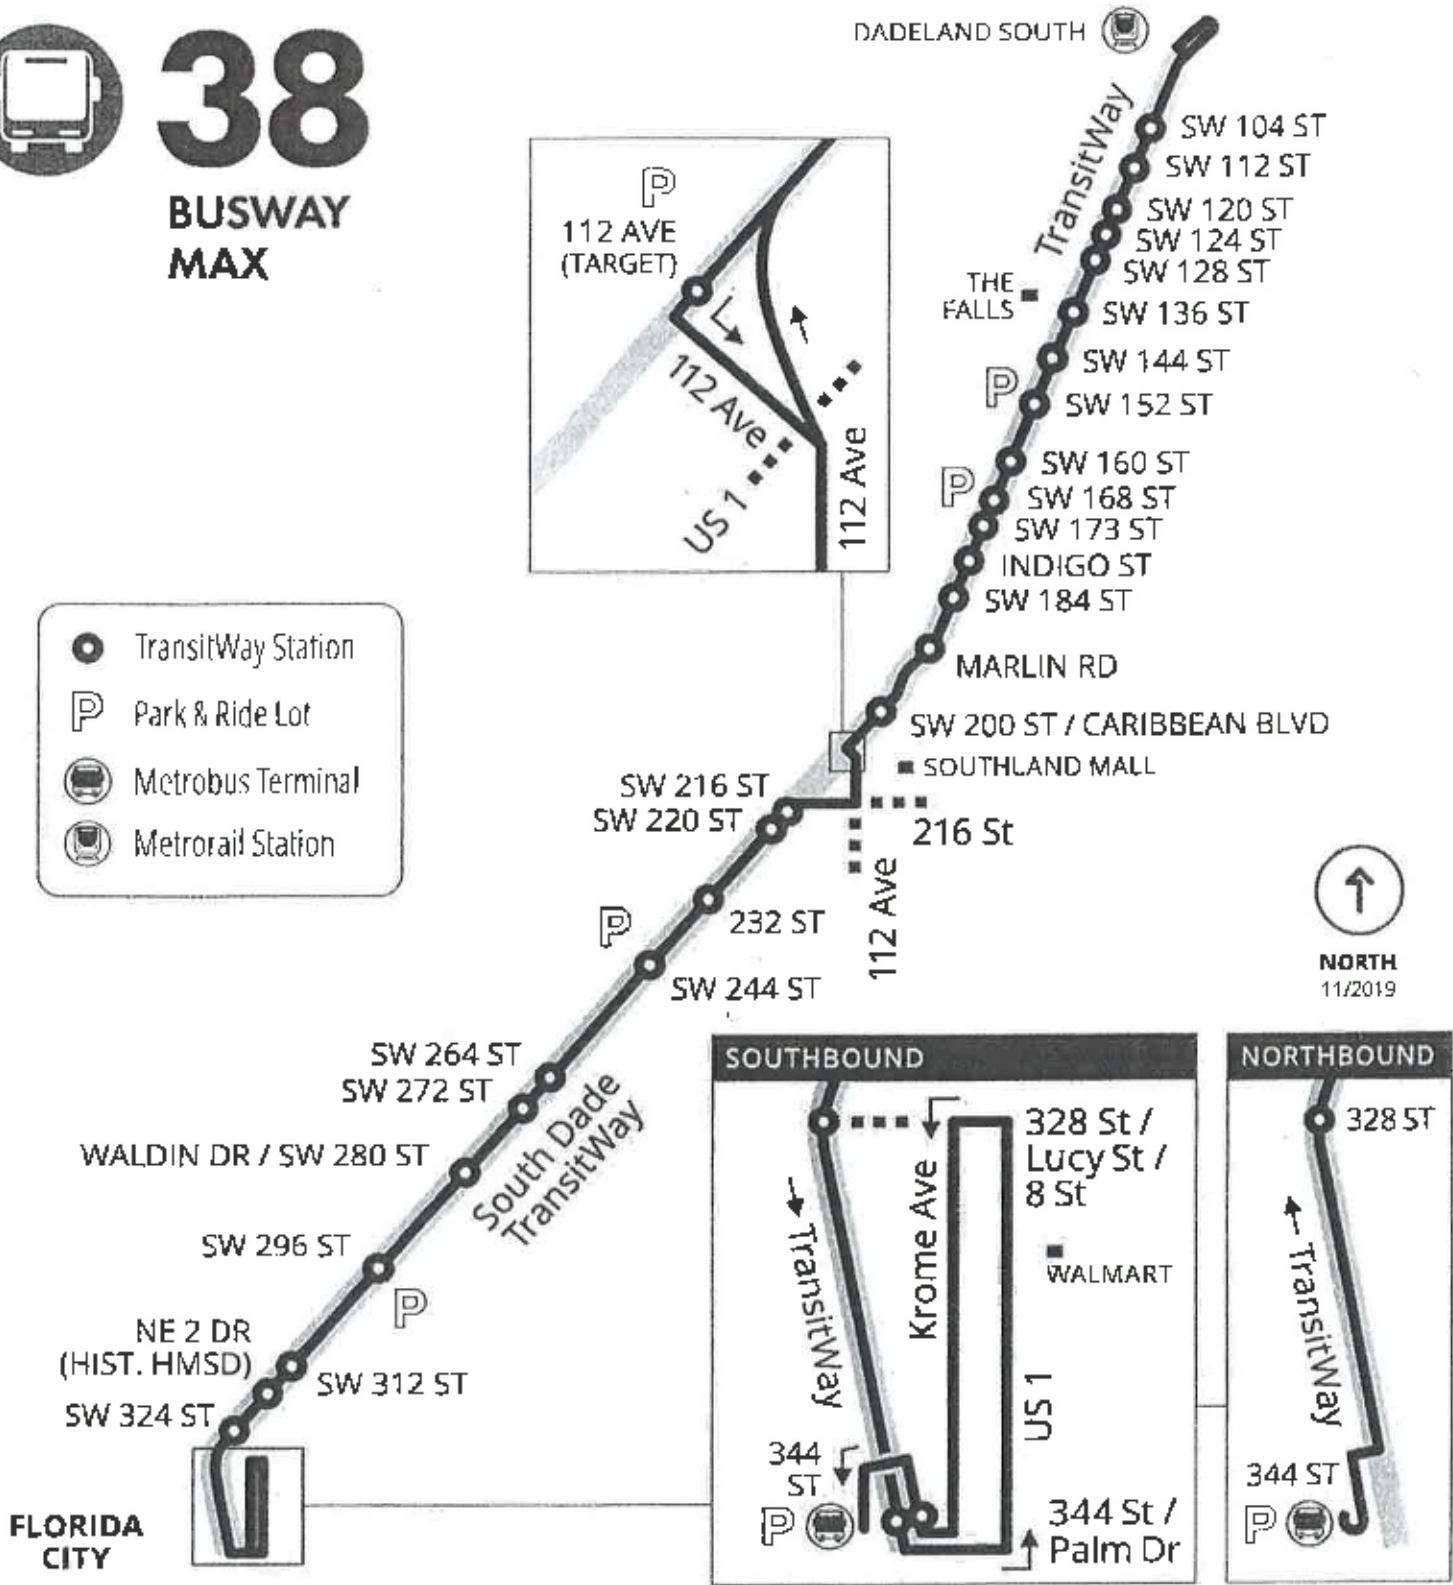 38
BUSWAY
MAX
DADELAND SOUTH
TransitWay
SW 104 ST
SW 112 ST
SW 120 ST
SW 124 ST
SW 128 ST
THE
FALLS
SW 136 ST
SW 144 ST
P
SW 152 ST
SW 160 ST
P
SW 168 ST
SW 173 ST
INDIGO ST
SW 184 ST
MARLIN RD
SW 200 ST / CARIBBEAN BLVD
SOUTHLAND MALL
P
112 AVE
(TARGET)
112 Ave
US 1
112 Ave
TransitWay Station
P Park & Ride Lot
Metrobus Terminal
Metrorail Station
SW 216 ST
SW 220 ST
216 St
112 Ave
P
232 ST
SW 244 ST
NORTH
11/2019
SW 264 ST
SW 272 ST
South Dade
TransitWay
WALDIN DR / SW 280 ST
SW 296 ST
P
NE 2 DR
(HIST. HMSD)
SW 312 ST
SW 324 ST
FLORIDA
CITY
SOUTHBOUND
328 St /
Lucy St /
8 St
Krome Ave
TransitWay
WALMART
US 1
344
ST
P
344 St /
Palm Dr
NORTHBOUND
328 ST
TransitWay
344 ST
P